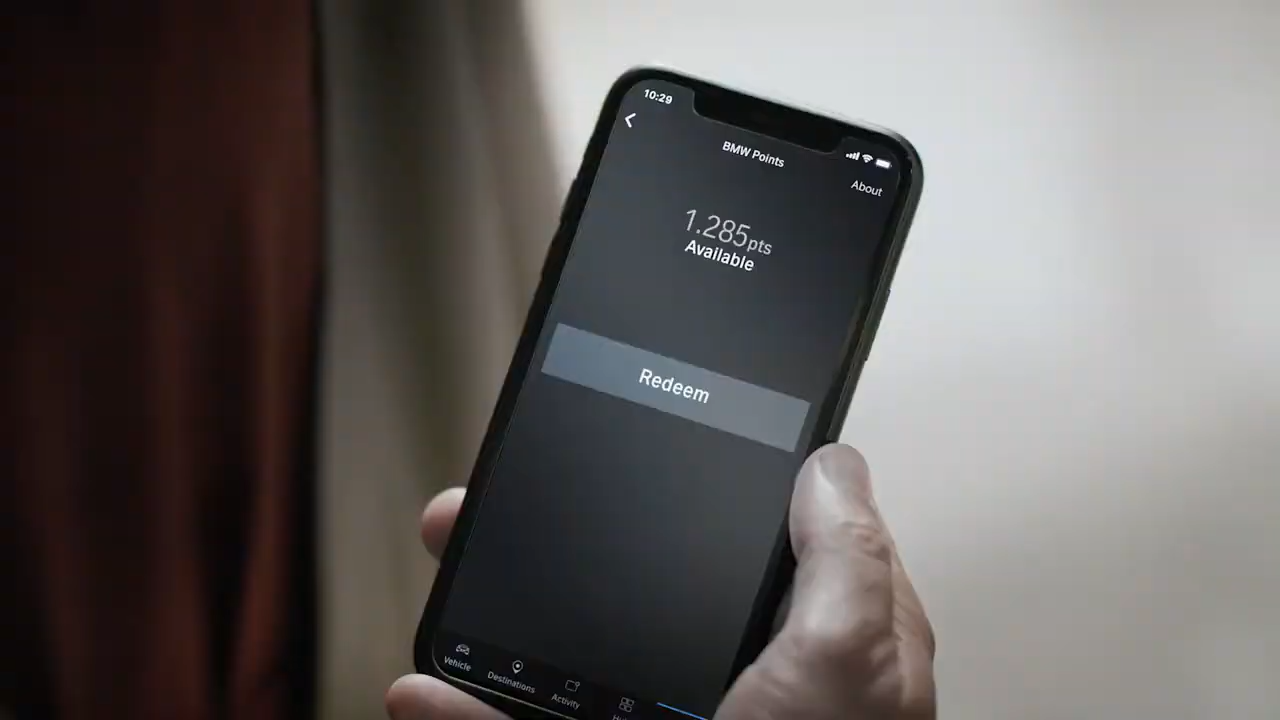 10:29
BMW Points
About
1.285pts
Available
Redeem
Vehicle
Destinations
Activity